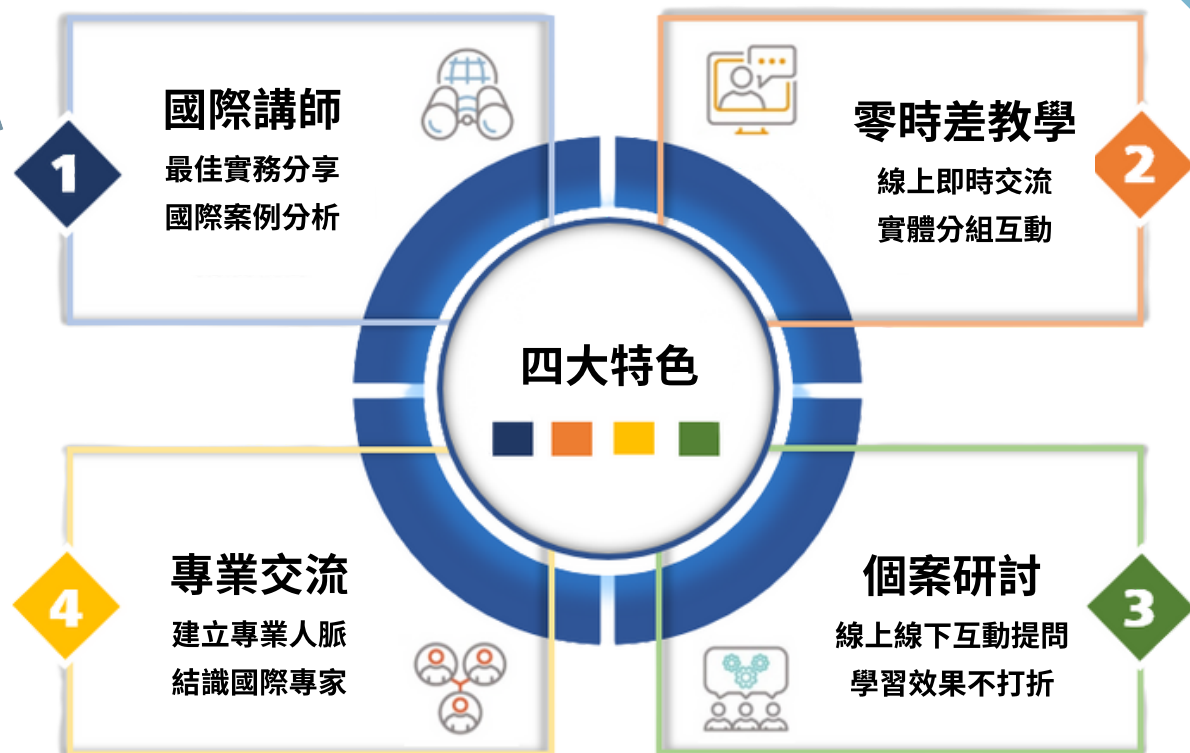 1
國際講師
最佳實務分享
國際案例分析
2
零時差教學
線上即時交流
實體分組互動
四大特色
3
個案研討
線上線下互動提問
學習效果不打折
4
專業交流
建立專業人脈
結識國際專家